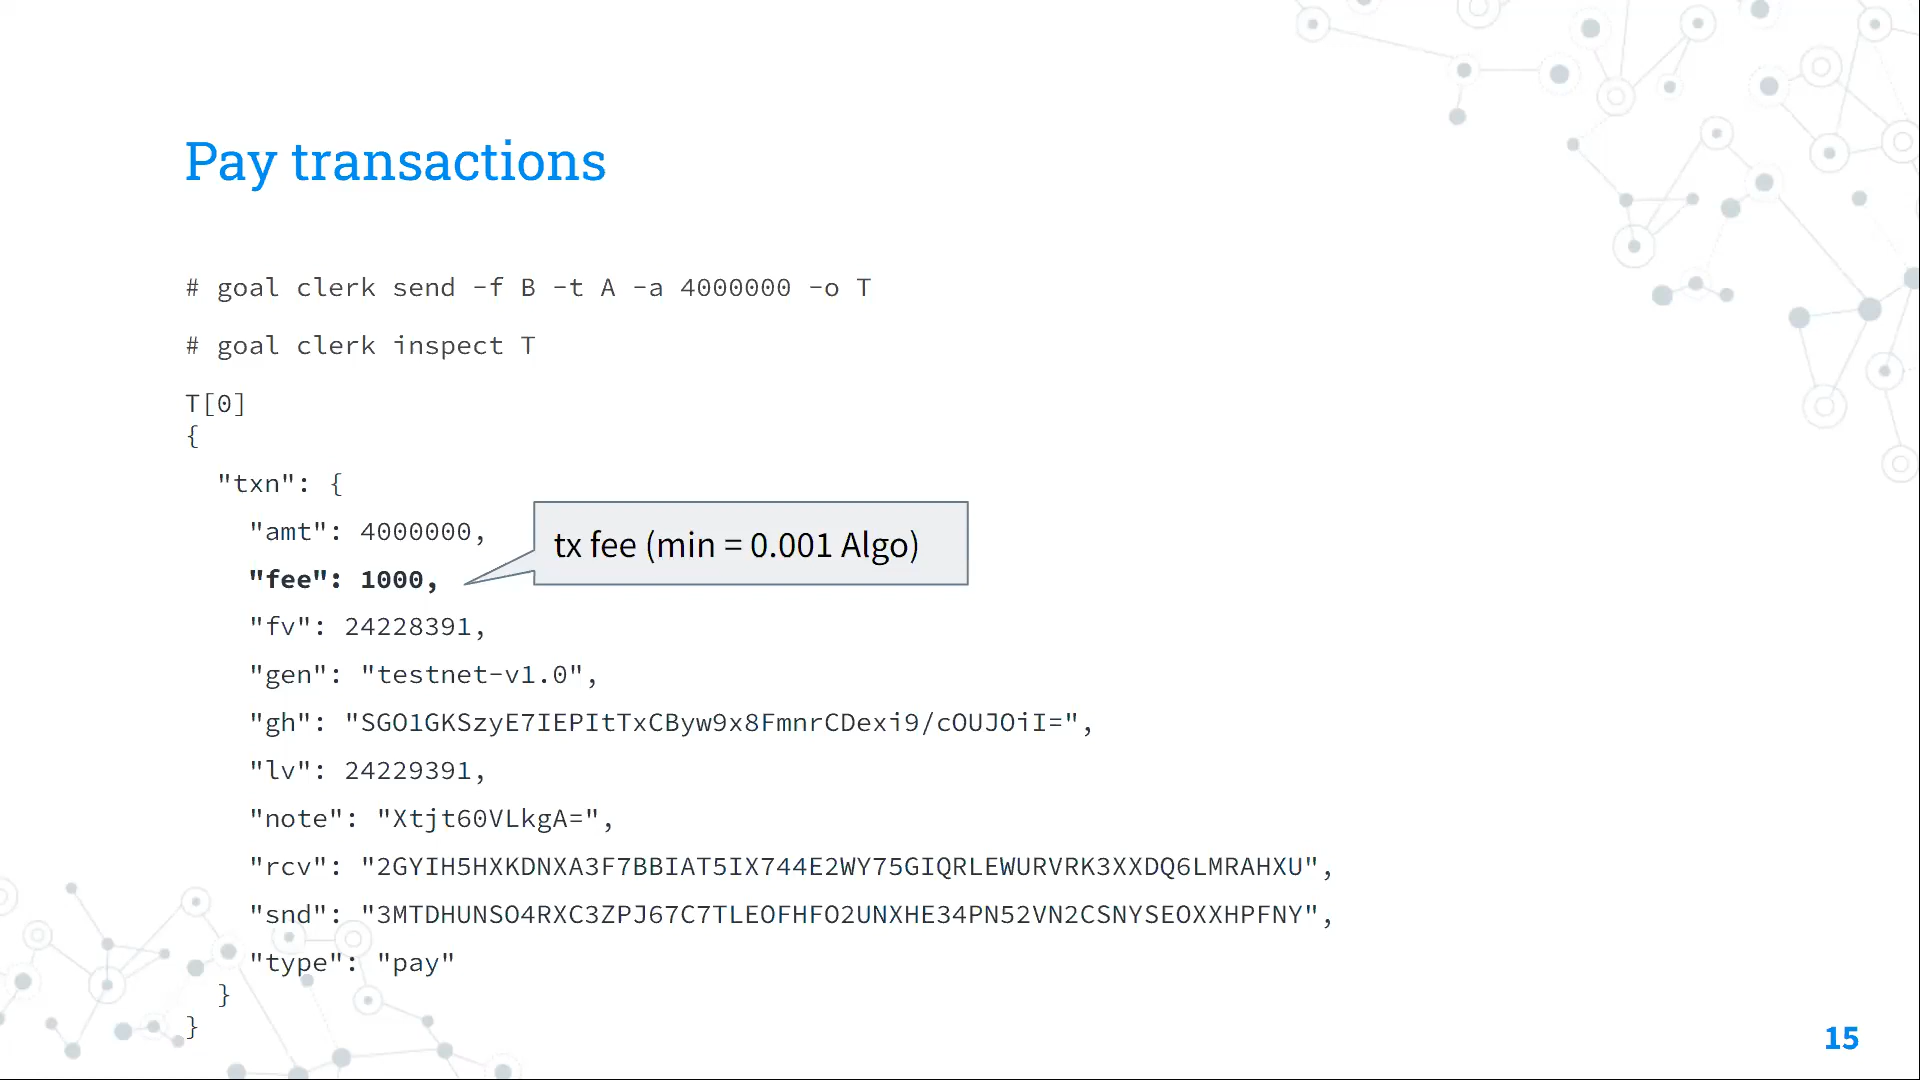 Pay transactions
# goal clerk send -f B -t A -a 4000000 -o T
# goal clerk inspect T
T[0]
{
"txn": {
"amt": 4000000,
tx fee (min = 0.001 Algo)
"fee": 1000,
"fv": 24228391,
"gen": "testnet-v1.0",
"gh": "SGO1GKSzyE7IEPItTxCByw9x8FmnrCDexi9/cOUJOiI=",
"lv": 24229391,
"note": "Xtjt60VLkgA=",
"rcv": "2GYIH5HXKDNXA3F7BBIAT5IX744E2WY75GIQRLEWURVRK3XXDQ6LMRAHXU",
"snd": "3MTDHUNSO4RXC3ZPJ67C7TLEOFHFO2UNXHE34PN52VN2CSNYSEOXXHPFNY",
"type": "pay"
}
}
15